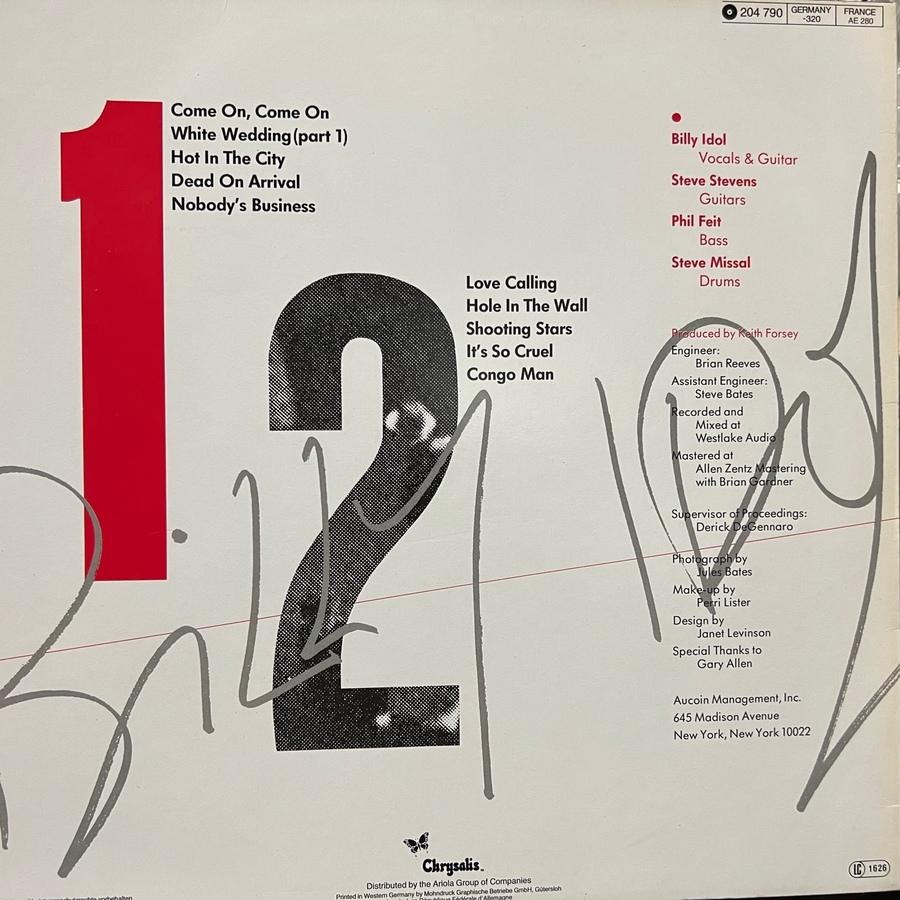 204 790
GERMANY
-320
FRANCE
AE 280
1
Come On, Come On
White Wedding (part 1)
Hot In The City
Dead On Arrival
Nobody's Business
2
Love Calling
Hole In The Wall
Shooting Stars
It's So Cruel
Congo Man
Billy Idol
Vocals & Guitar
Steve Stevens
Guitars
Phil Feit
Bass
Steve Missal
Drums
Produced by Keith Forsey
Engineer:
Brian Reeves
Assistant Engineer:
Steve Bates
Recorded and
Mixed at
Westlake Audio
Mastered at
Allen Zentz Mastering
with Brian Gardner
Supervisor of Proceedings:
Derick DeGennaro
Photograph by
Jules Bates
Make-up by
Perri Lister
Design by
Janet Levinson
Special Thanks to
Gary Allen
Aucoin Management, Inc.
645 Madison Avenue
New York, New York 10022
Billy Idol
Chrysalis
Distributed by the Ariola Group of Companies
Printed in Western Germany by Mohndruck Graphische Betriebe GmbH, Gütersloh
LC 1626